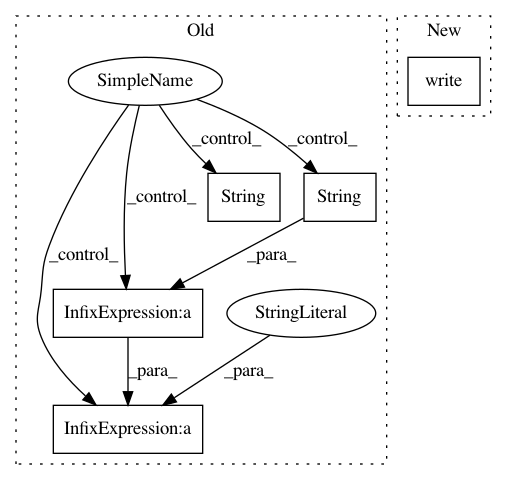 Old
New
SimpleName
write
_control_
_control_
_control_
_control_
String
String
_para_
InfixExpression:a
StringLiteral
_para_
_para_
InfixExpression:a